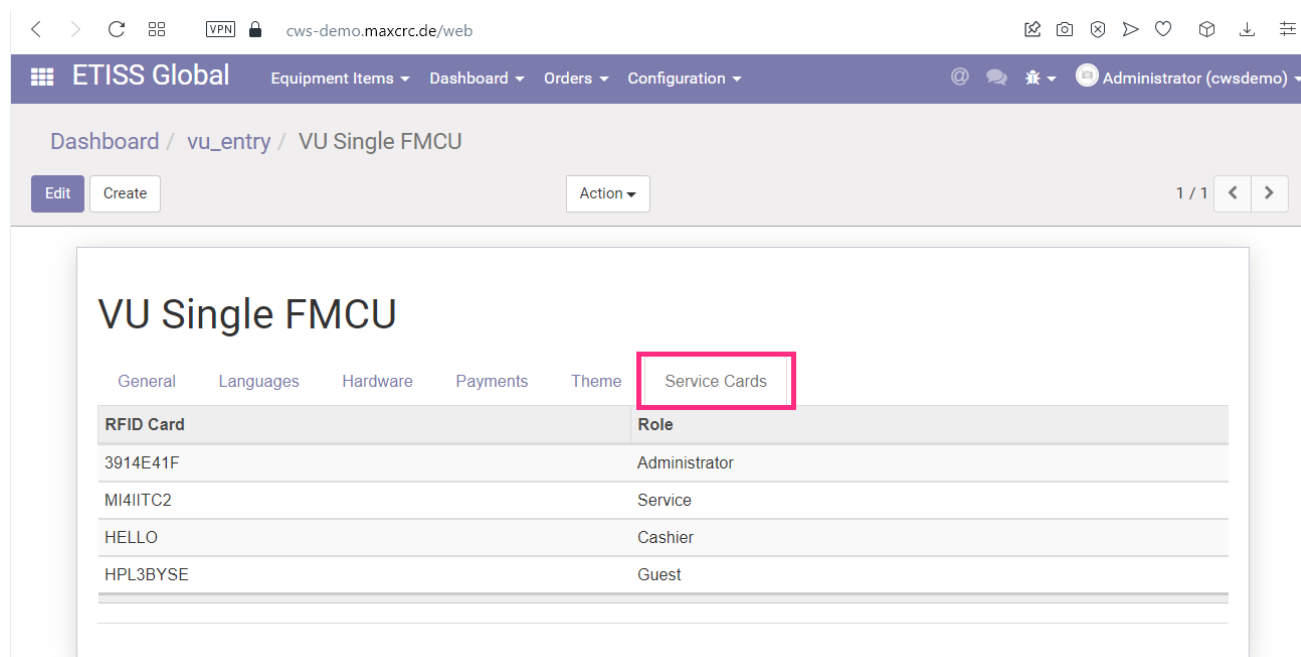 VPN cws-demo.maxcrc.de/web
ETISS Global Equipment Items Dashboard Orders Configuration @ Administrator (cwsdemo)
Dashboard / vu_entry / VU Single FMCU
Edit Create Action 1 / 1
VU Single FMCU
General Languages Hardware Payments Theme Service Cards
RFID Card Role
3914E41F Administrator
MI4IITC2 Service
HELLO Cashier
HPL3BYSE Guest